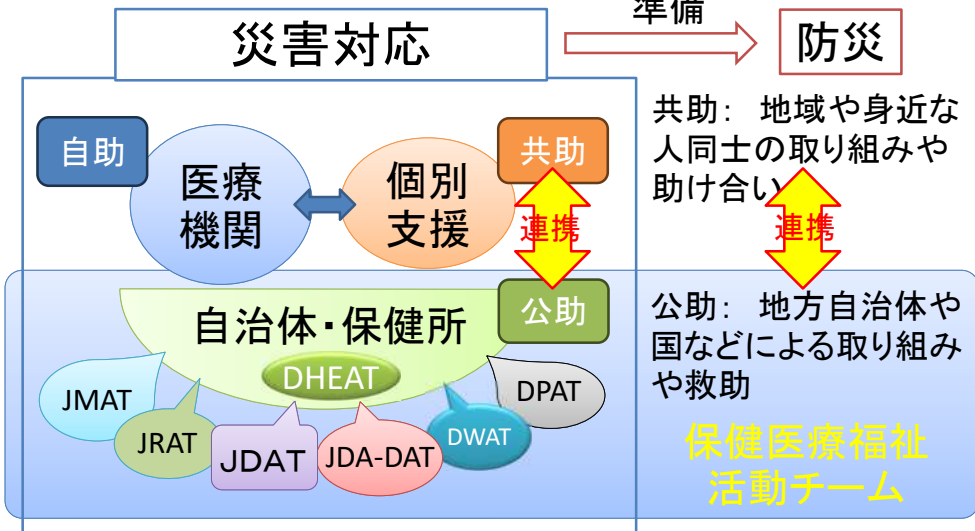 準備
災害対応
防災
自助
医療
機関
個別
支援
共助
連携
共助： 地域や身近な
人同士の取り組みや
助け合い
連携
自治体・保健所
公助
DHEAT
公助： 地方自治体や
国などによる取り組み
や救助
JMAT
JRAT
JDAT
JDA-DAT
DWAT
DPAT
保健医療福祉
活動チーム